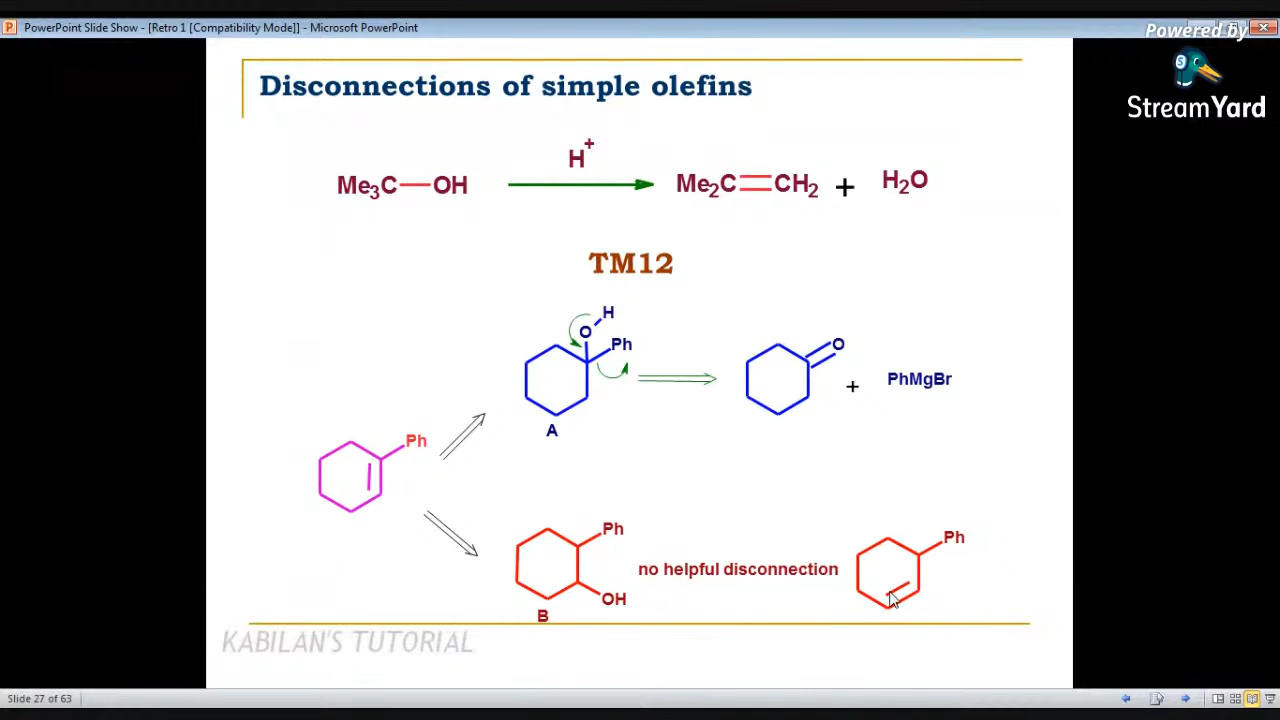 PowerPoint Slide Show - [Retro 1 [Compatibility Mode]] - Microsoft PowerPoint
Powered by
StreamYard
Disconnections of simple olefins
Me3C—OH H+ Me2C=CH2 + H2O
TM12
H
O
Ph
O
+ PhMgBr
A
Ph
Ph
OH
no helpful disconnection
Ph
B
KABILAN'S TUTORIAL
Slide 27 of 63